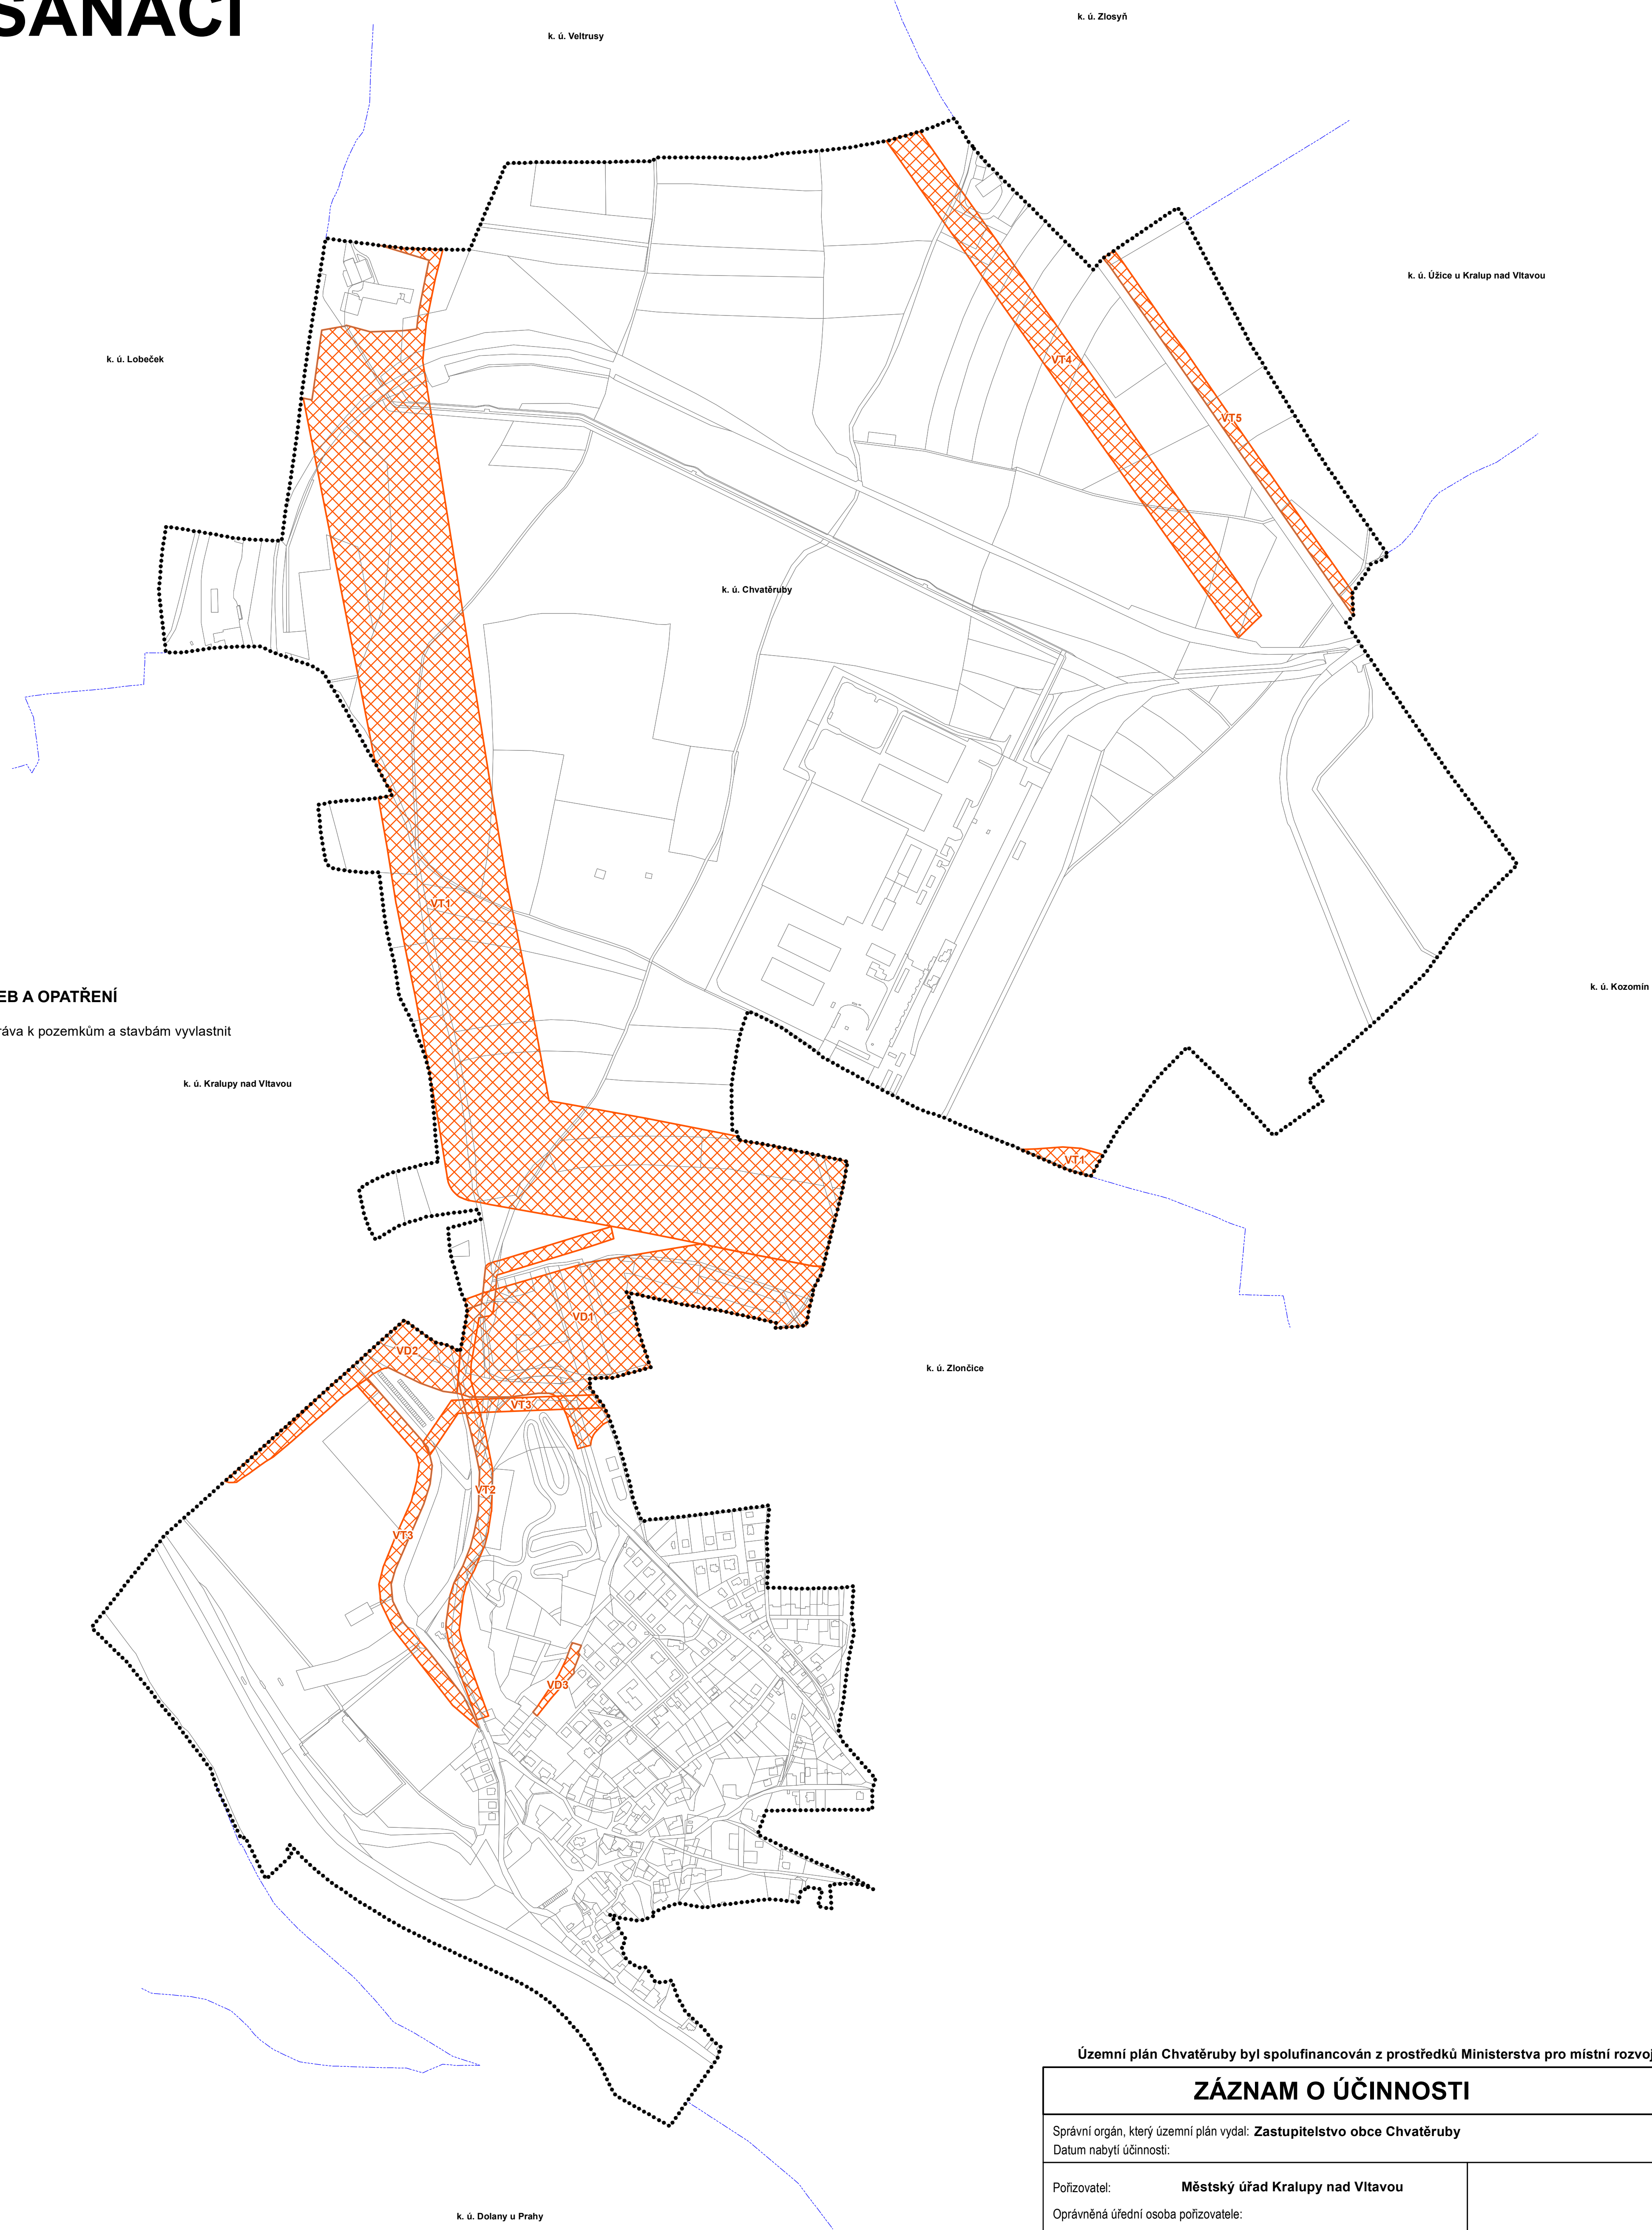 SANACÍ
k. ú. Zlosyň
k. ú. Veltrusy
k. ú. Úžice u Kralup nad Vltavou
k. ú. Lobeček
VT4
VT5
k. ú. Chvatěruby
VT1
k. ú. Kozomín
EB A OPATŘENÍ
ráva k pozemkům a stavbám vyvlastnit
k. ú. Kralupy nad Vltavou
VT1
VD1
VD2
k. ú. Zlončice
VT3
VT2
VT3
VD3
Územní plán Chvatěruby byl spolufinancován z prostředků Ministerstva pro místní rozvoj
ZÁZNAM O ÚČINNOSTI
Správní orgán, který územní plán vydal: Zastupitelstvo obce Chvatěruby
Datum nabytí účinnosti:
Pořizovatel: Městský úřad Kralupy nad Vltavou
Oprávněná úřední osoba pořizovatele:
k. ú. Dolany u Prahy